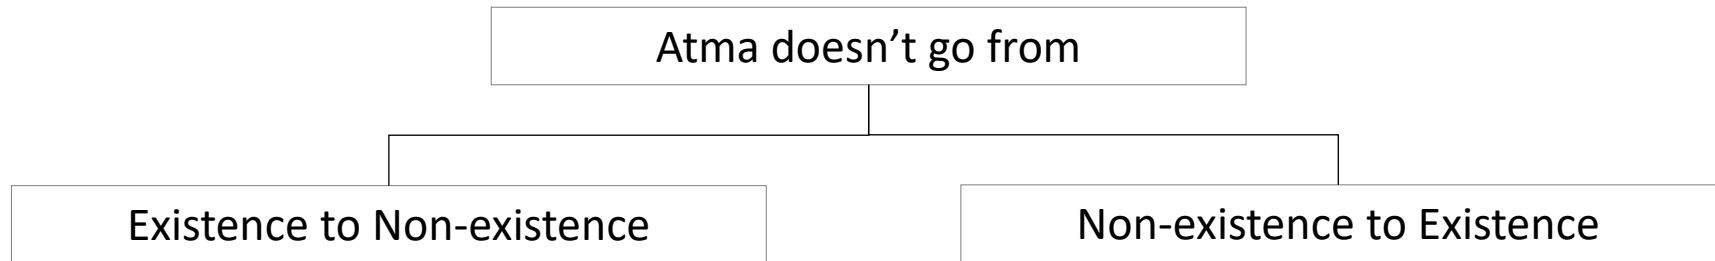 Atma doesn’t go from
Existence to Non-existence
Non-existence to Existence